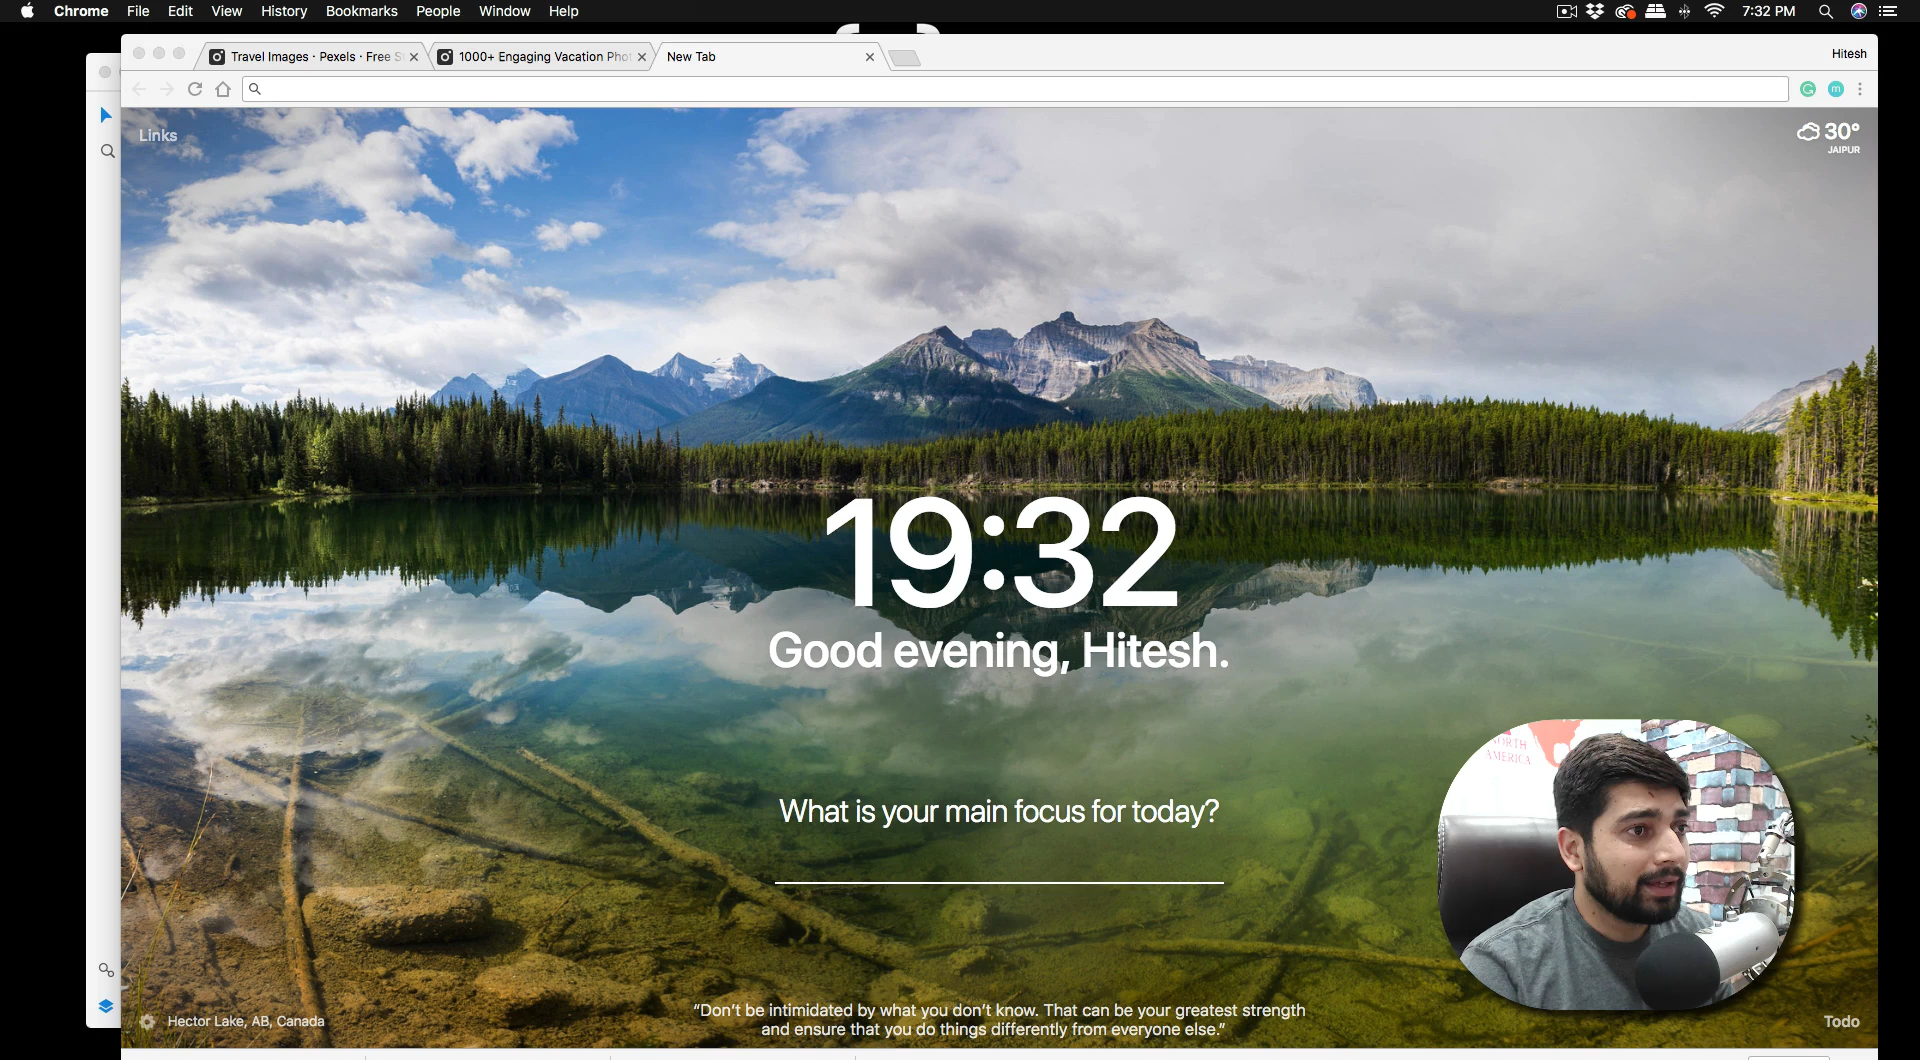 Chrome File Edit View History Bookmarks People Window Help 7:32 PM
Travel Images · Pexels · Free S
1000+ Engaging Vacation Phot
New Tab
Hitesh
m
Links
30°
JAIPUR
19:32
Good evening, Hitesh.
NORTH
AMERICA
What is your main focus for today?
“Don’t be intimidated by what you don’t know. That can be your greatest strength
and ensure that you do things differently from everyone else.”
Hector Lake, AB, Canada
Todo